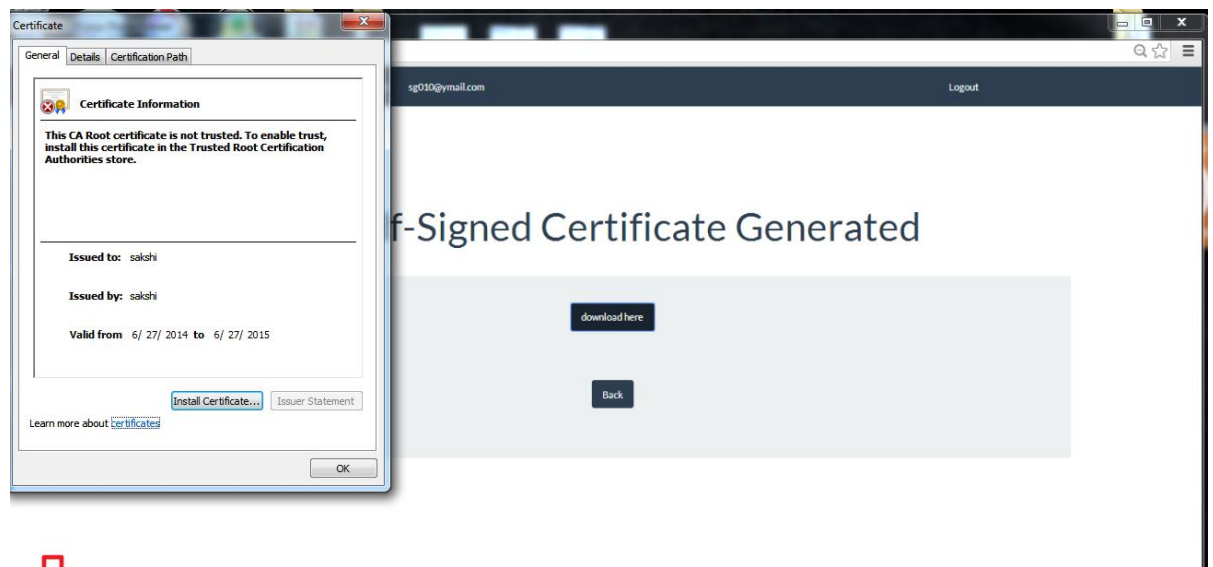 Certificate
General Details Certification Path
Certificate Information
This CA Root certificate is not trusted. To enable trust,
install this certificate in the Trusted Root Certification
Authorities store.
Issued to: sakshi
Issued by: sakshi
Valid from 6/ 27/ 2014 to 6/ 27/ 2015
Install Certificate... Issuer Statement
Learn more about certificates
OK
sg010@ymail.com Logout
f-Signed Certificate Generated
download here
Back